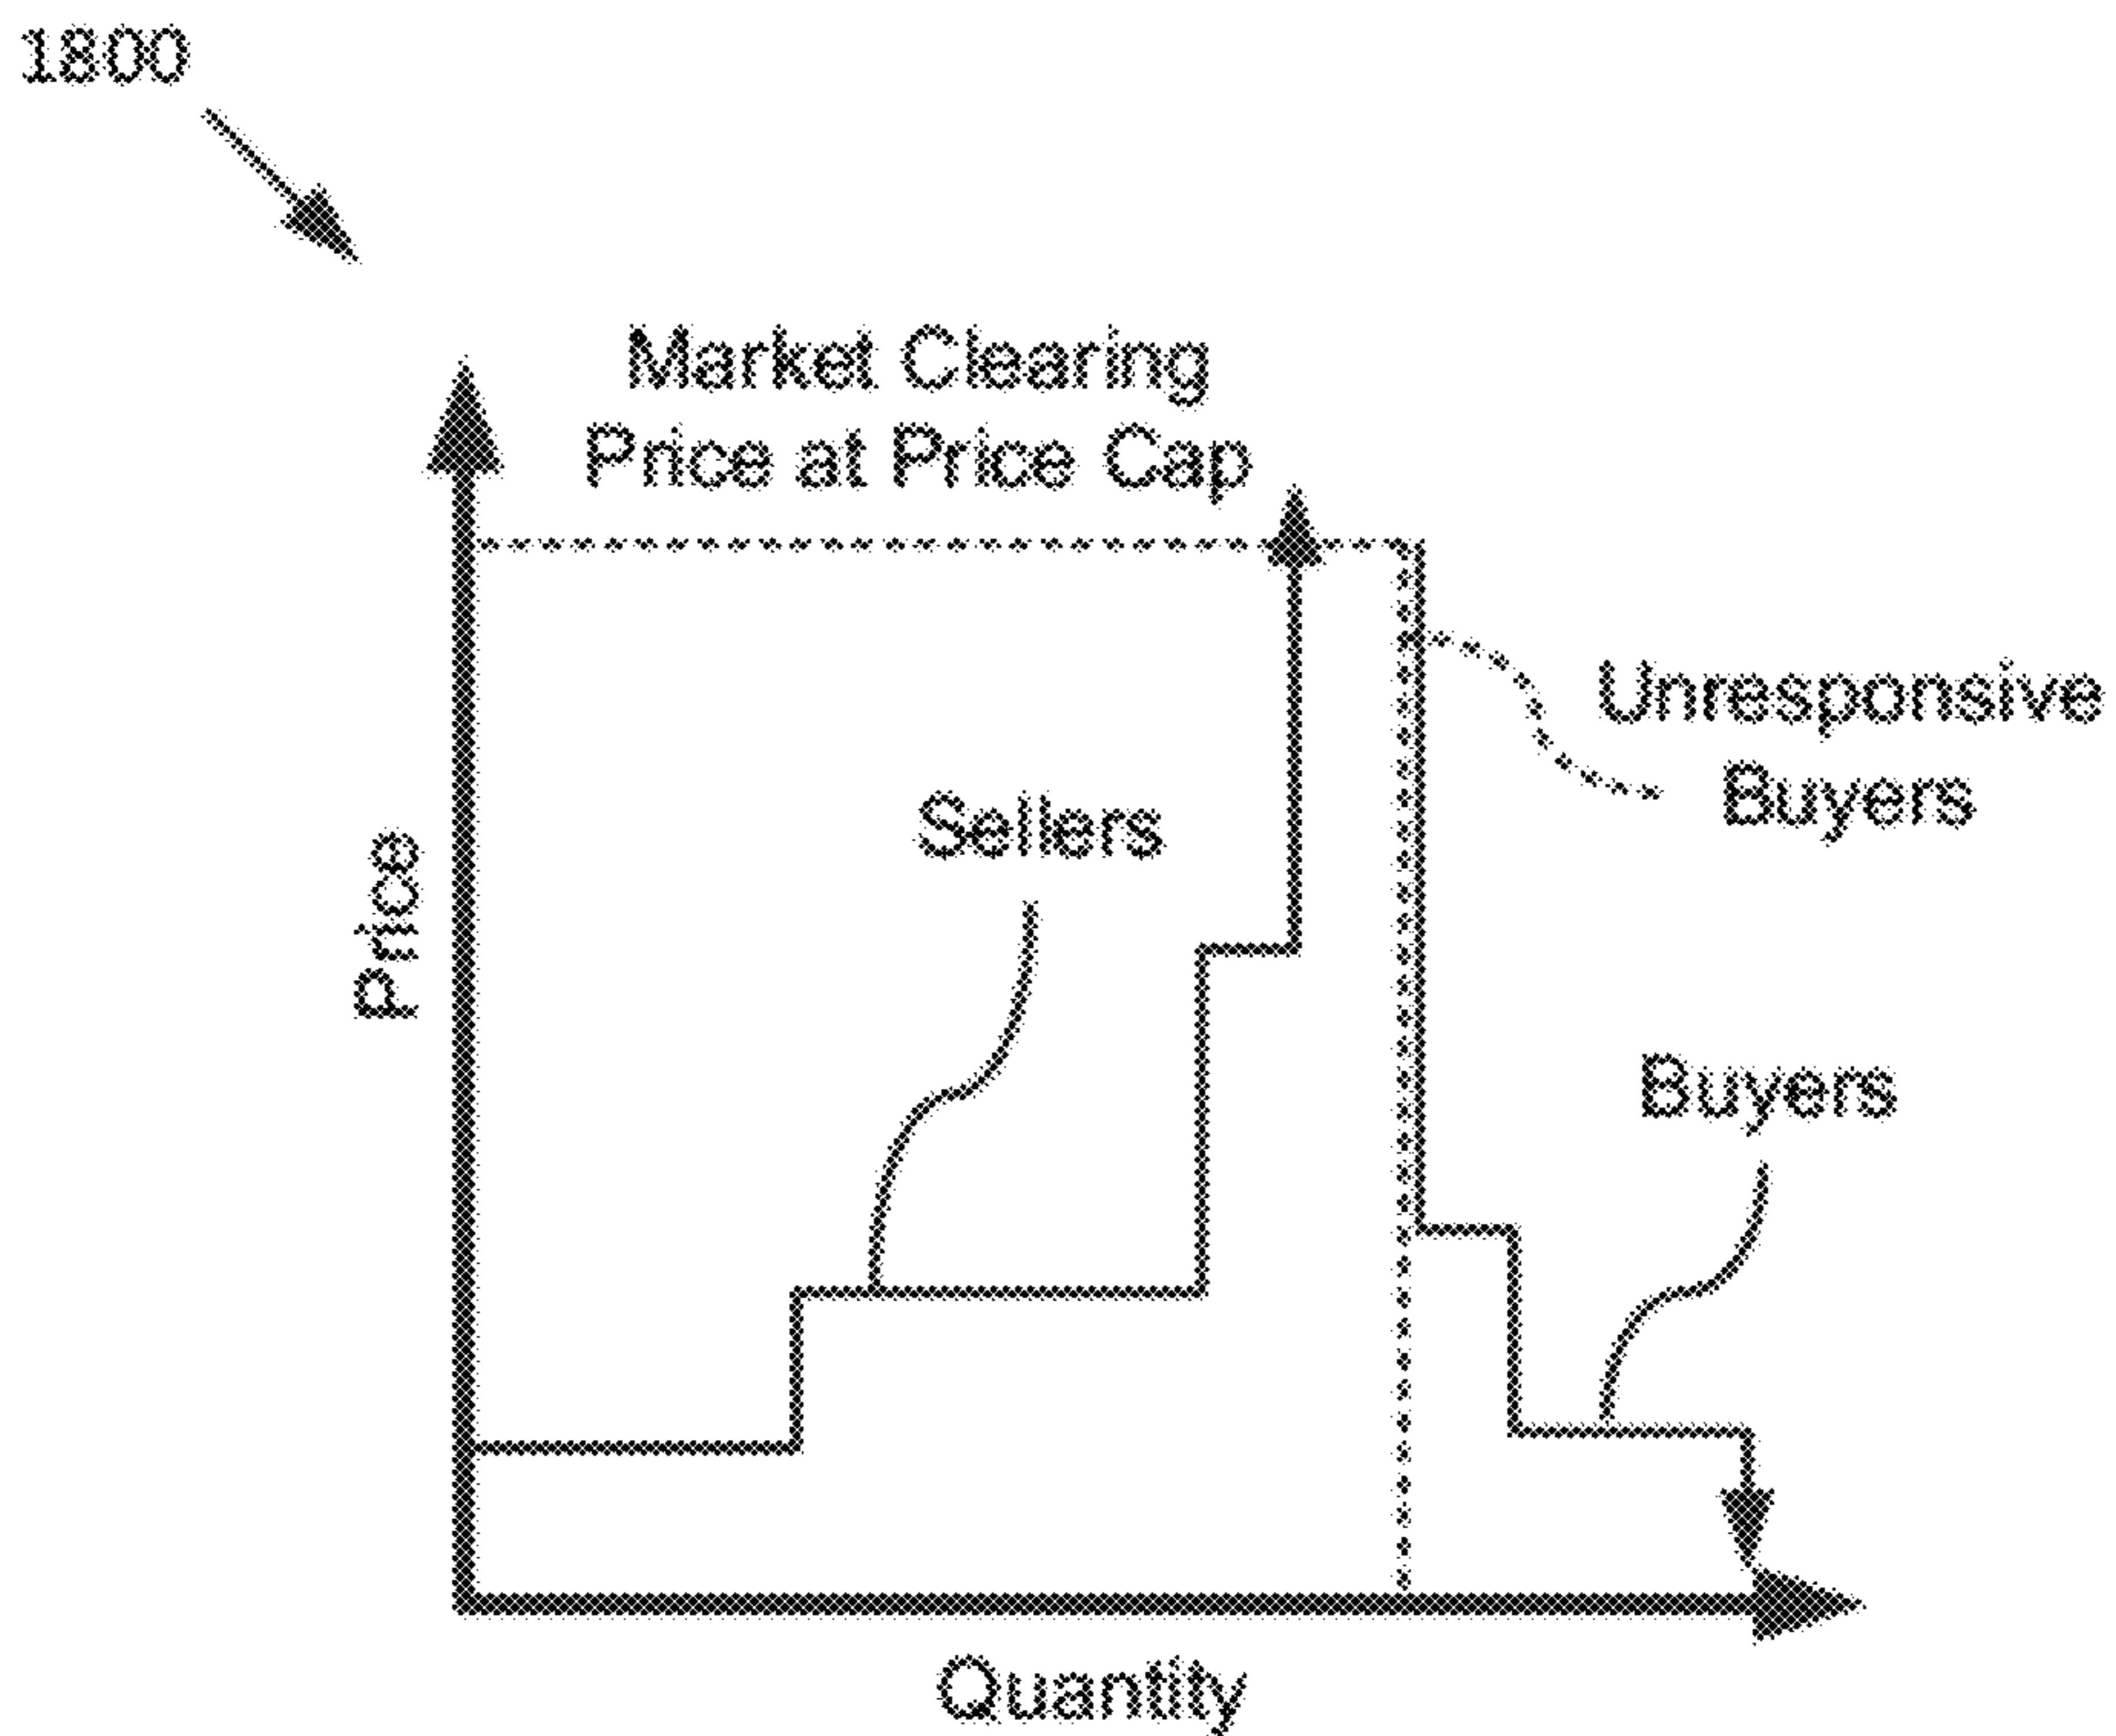 1800
Market Clearing
Price at Price Cap
Unresponsive
Buyers
Sellers
Price
Buyers
Quantity